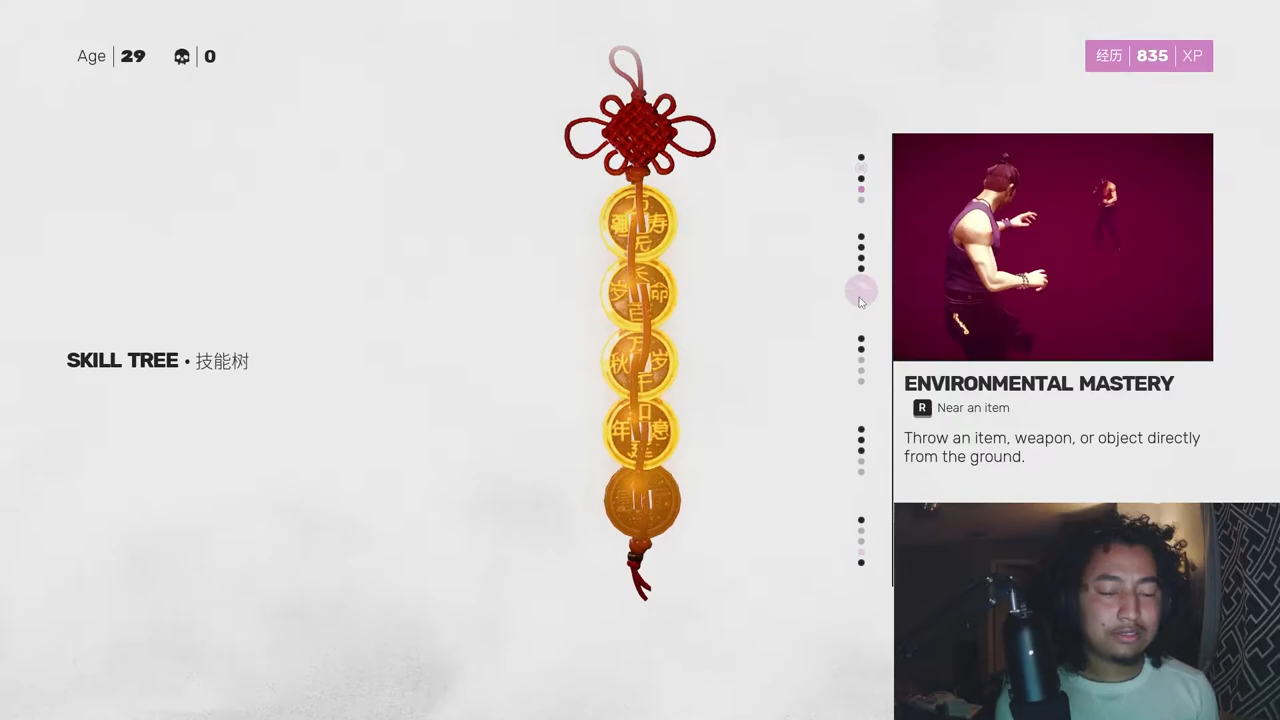 Age 29 0
经历 835 XP
SKILL TREE • 技能树
ENVIRONMENTAL MASTERY
R Near an item
Throw an item, weapon, or object directly
from the ground.